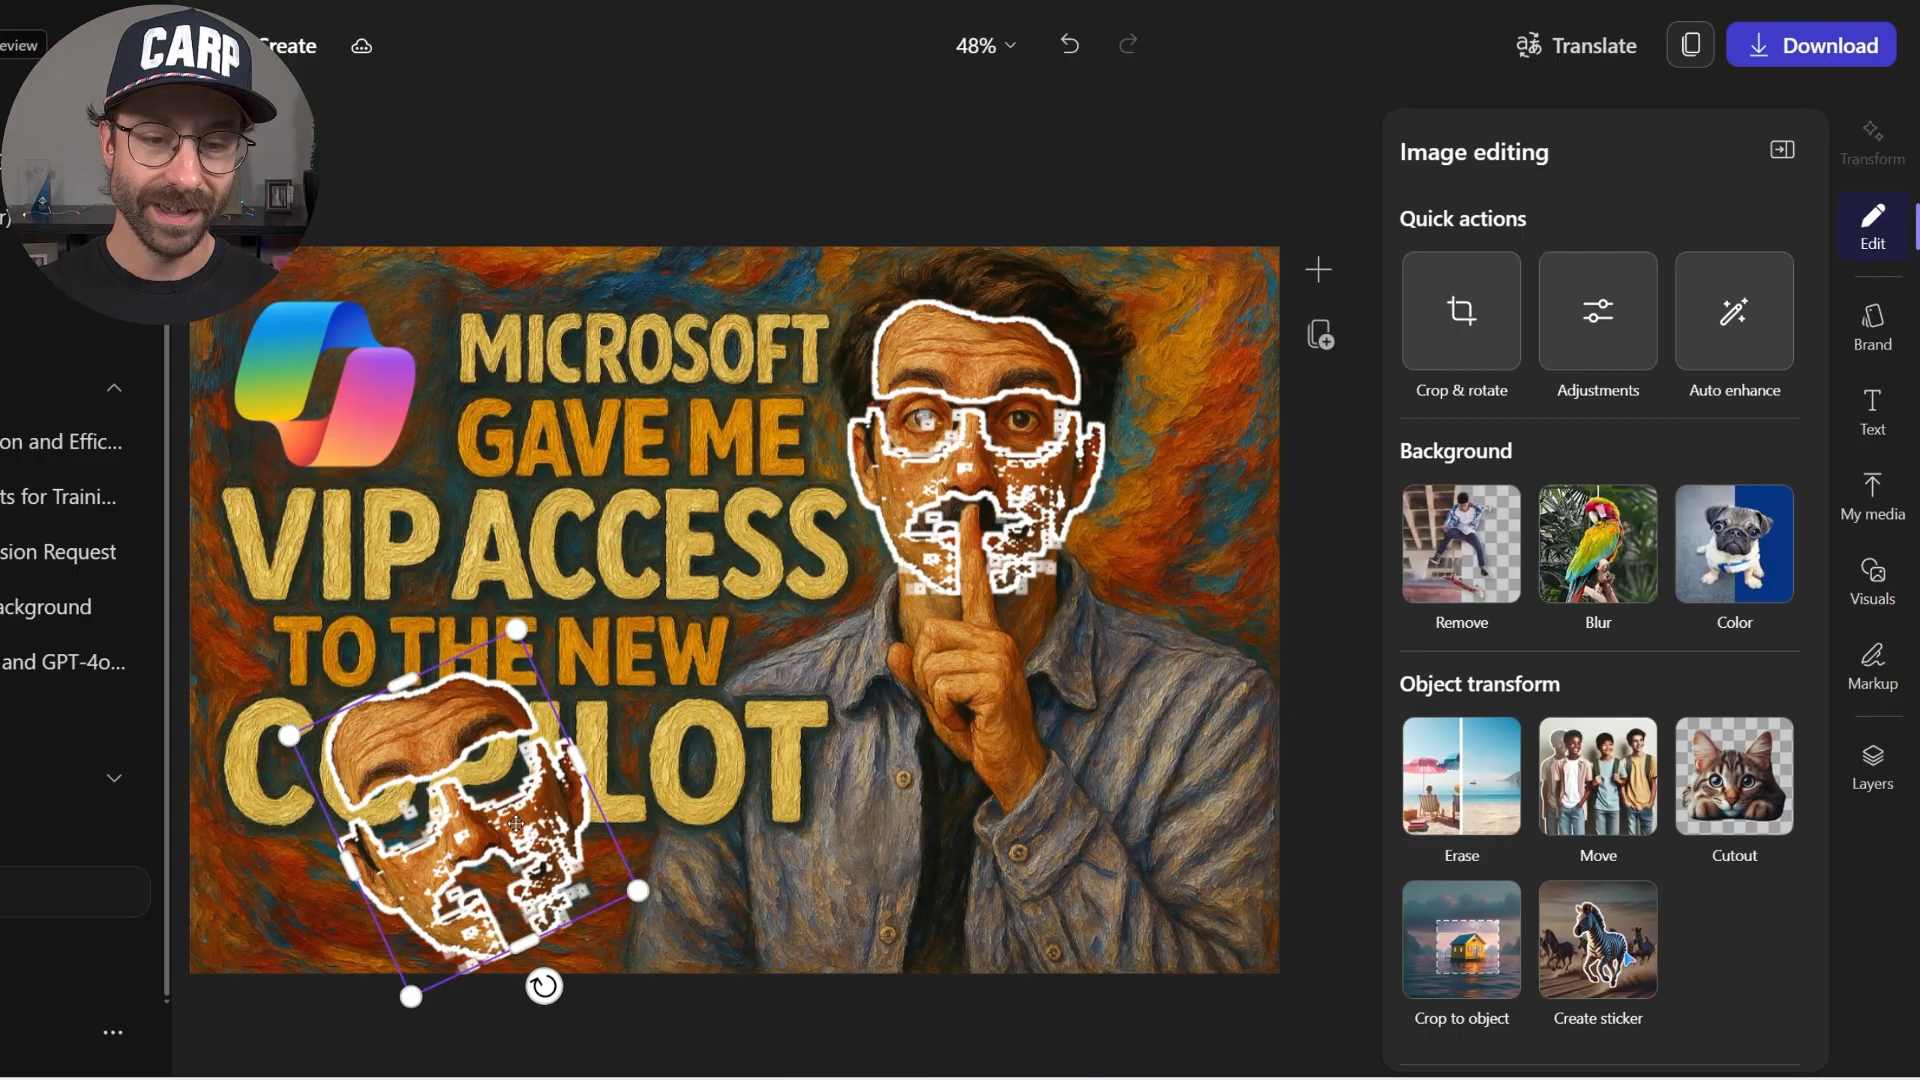 eview
CARP
Create
48%
Translate
Download
r)
on and Effic...
ts for Traini...
sion Request
ackground
and GPT-4o...
MICROSOFT
GAVE ME
VIP ACCESS
TO THE NEW
COPILOT
Image editing
Quick actions
Crop & rotate
Adjustments
Auto enhance
Background
Remove
Blur
Color
Object transform
Erase
Move
Cutout
Crop to object
Create sticker
Transform
Edit
Brand
Text
My media
Visuals
Markup
Layers